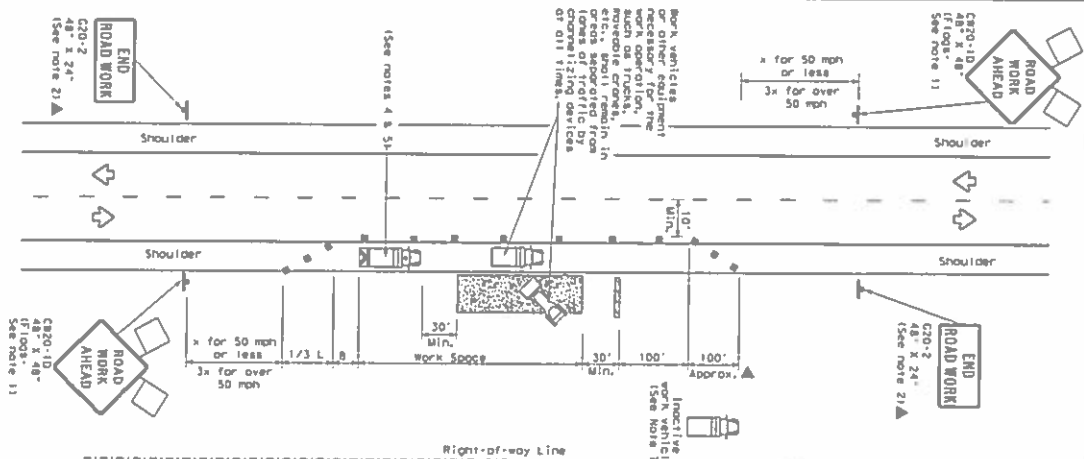 END
ROAD WORK
G20-2
48" X 24"
(See note 2)
Work vehicles
or other equipment
necessary for the
work operation,
such as trucks,
moveable cranes,
etc., shall remain in
areas separated from
lanes of traffic by
channelizing devices
at all times.
(See notes 4 & 5)
x for 50 mph
or less
3x for over
50 mph
ROAD
WORK
AHEAD
CW20-1D
48" X 48"
(Flags-
See note 1)
Shoulder
Shoulder
10'
Min.
Shoulder
Shoulder
30'
Min.
x for 50 mph
or less
3x for over
50 mph
1/3 L
B
Work Space
30'
Min.
100'
100'
Approx.
ROAD
WORK
AHEAD
CW20-1D
48" X 48"
(Flags-
See note 1)
Inactive
work vehicl
(See Note
END
ROAD WORK
G20-2
48" X 24"
(See note 2)
Right-of-way Line